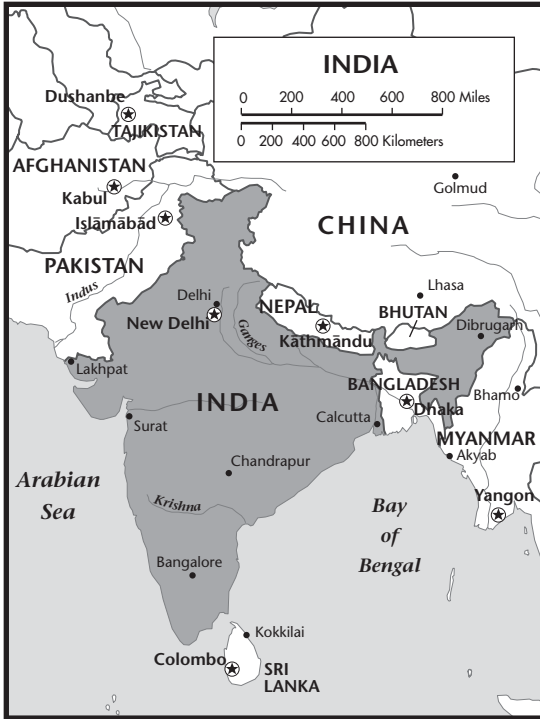 INDIA
0 200 400 600 800 Miles
0 200 400 600 800 Kilometers
Dushanbe
TAJIKISTAN
AFGHANISTAN
Kabul
Islāmābād
Golmud
CHINA
PAKISTAN
Indus
Delhi
New Delhi
Ganges
NEPAL
Kāthmāndu
Lhasa
BHUTAN
Dibrugarh
Lakhpat
INDIA
BANGLADESH
Dhaka
Bhamo
Surat
Calcutta
MYANMAR
Akyab
Chandrapur
Arabian
Sea
Krishna
Bay
of
Bengal
Yangon
Bangalore
Kokkilai
Colombo
SRI
LANKA